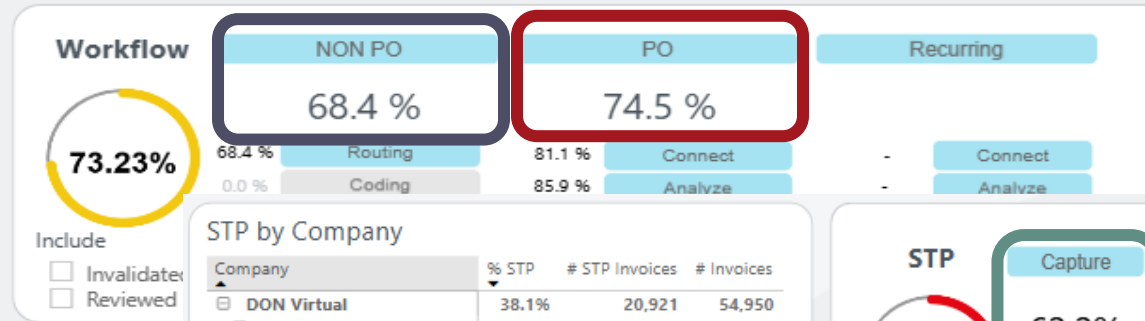 Workflow
NON PO
PO
Recurring
68.4 %
74.5 %
73.23%
68.4 %
Routing
81.1 %
Connect
-
Connect
0.0 %
Coding
85.9 %
Analyze
-
Analyze
Include
Invalidated
Reviewed
STP by Company
Company
% STP
# STP Invoices
# Invoices
DON Virtual
38.1%
20,921
54,950
STP
Capture